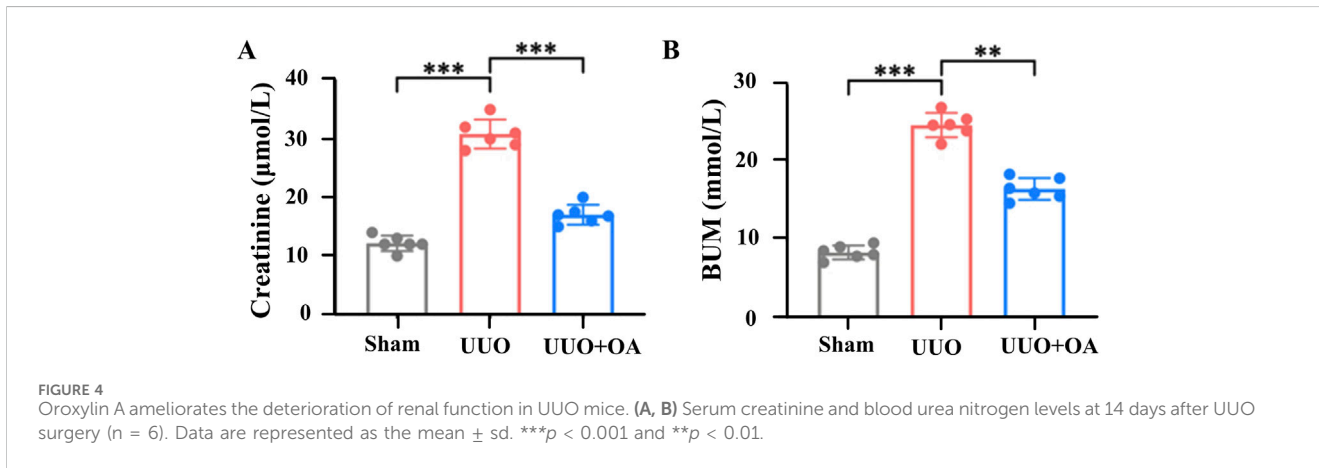 A
***
***
Creatinine (µmol/L)
40
30
20
10
0
Sham
UUO
UUO+OA
B
***
**
BUM (mmol/L)
30
20
10
0
Sham
UUO
UUO+OA
FIGURE 4
Oroxylin A ameliorates the deterioration of renal function in UUO mice. (A, B) Serum creatinine and blood urea nitrogen levels at 14 days after UUO
surgery (n = 6). Data are represented as the mean ± sd. ***p < 0.001 and **p < 0.01.